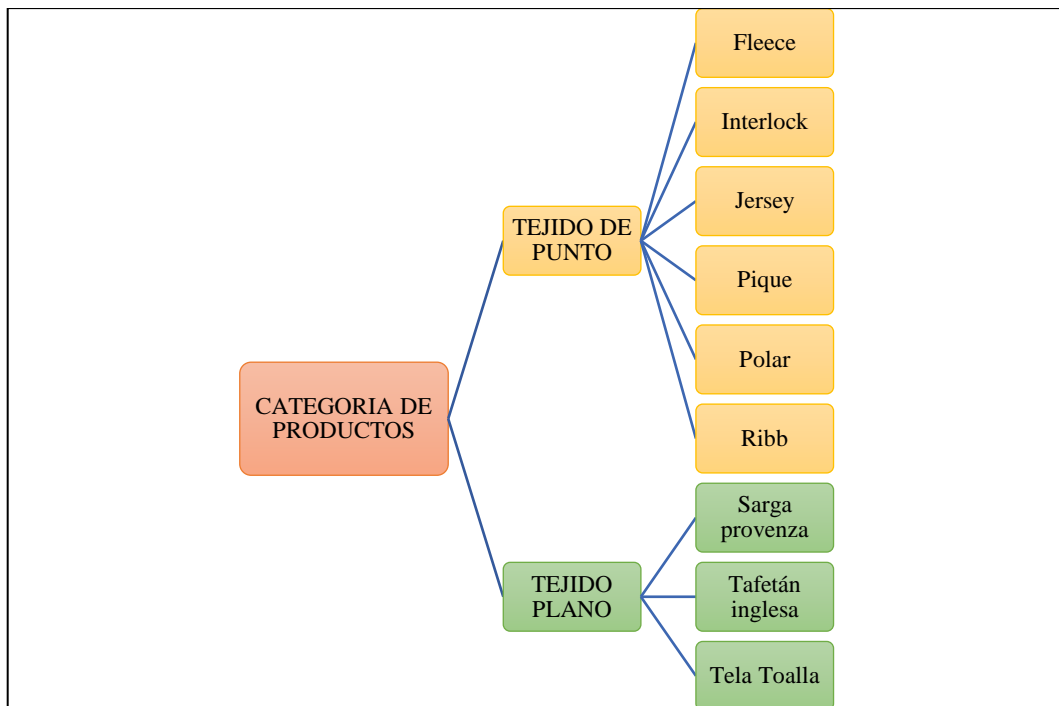 CATEGORIA DE
PRODUCTOS
TEJIDO DE
PUNTO
Fleece
Interlock
Jersey
Pique
Polar
Ribb
TEJIDO
PLANO
Sarga
provenza
Tafetán
inglesa
Tela Toalla